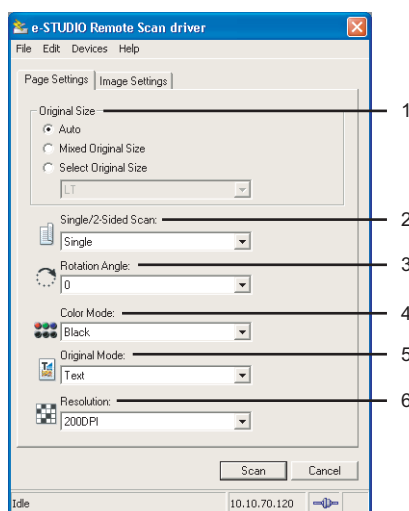 e-STUDIO Remote Scan driver
File Edit Devices Help
Page Settings Image Settings
Original Size 1
Auto
Mixed Original Size
Select Original Size
LT
Single/2-Sided Scan: 2
Single
Rotation Angle: 3
0
Color Mode: 4
Black
Original Mode: 5
Text
Resolution: 6
200DPI
Scan Cancel
Idle 10.10.70.120